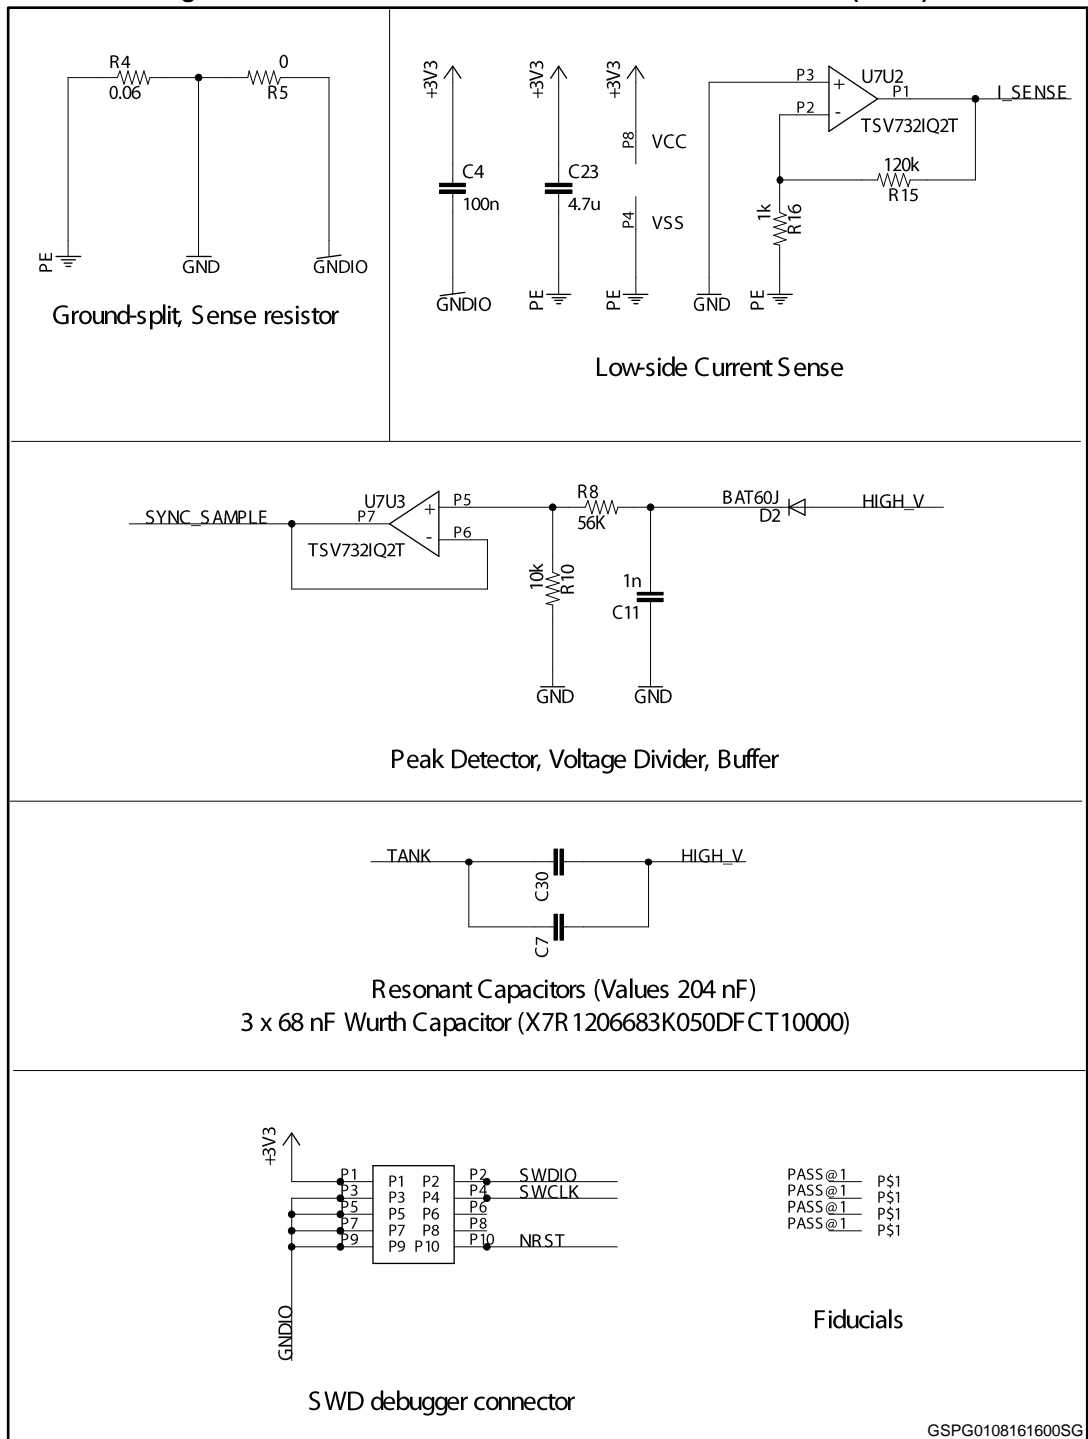 R4
0.06
0
R5
PE
GND
GNDIO
Ground-split, Sense resistor
+3V3
C4
100n
GNDIO
+3V3
C23
4.7u
PE
+3V3
P8
VCC
P4
VSS
PE
P3
P2
+
-
U7U2
P1
I_SENSE
TSV732IQ2T
120k
R15
1k
R16
GND
PE
Low-side Current Sense
SYNC_SAMPLE
U7U3
P7
TSV732IQ2T
+
-
P5
P6
R8
56K
10k
R10
1n
C11
BAT60J
D2
HIGH_V
GND
GND
Peak Detector, Voltage Divider, Buffer
TANK
C30
HIGH_V
C7
Resonant Capacitors (Values 204 nF)
3 x 68 nF Wurth Capacitor (X7R1206683K050DFCT10000)
+3V3
P1 P1 P2 P2 SWDIO
P3 P3 P4 P4 SWCLK
P5 P5 P6 P6
P7 P7 P8 P8
P9 P9 P10 P10 NRST
GNDIO
SWD debugger connector
PASS@1 P$1
PASS@1 P$1
PASS@1 P$1
PASS@1 P$1
Fiducials
GSPG0108161600SG